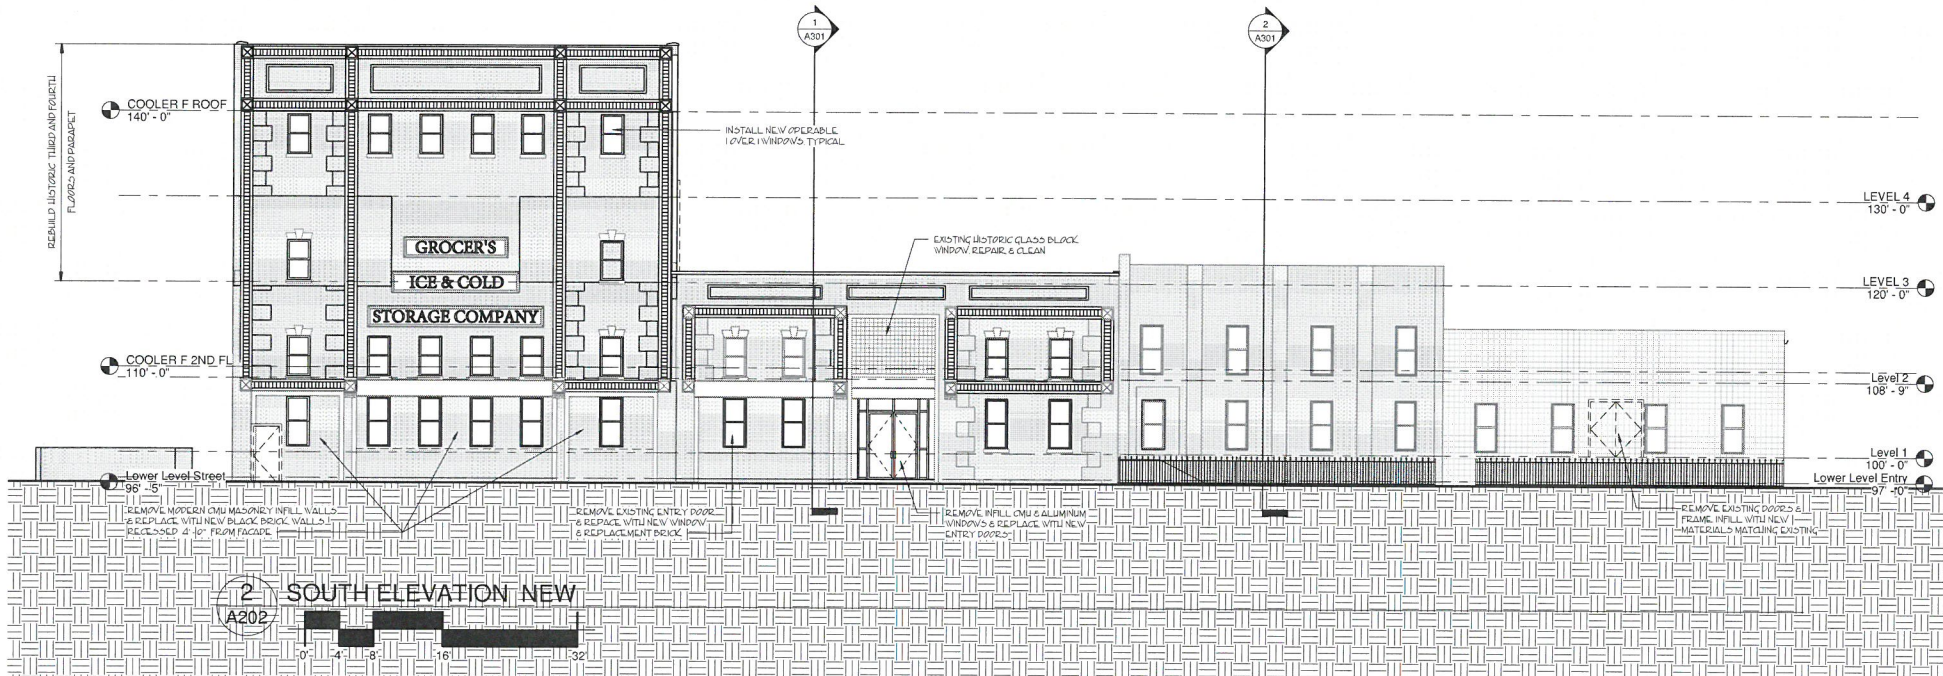 1
A301
2
A301
REBUILD HISTORIC THIRD AND FOURTH
FLOORS AND PARAPET
COOLER F ROOF
140' - 0"
INSTALL NEW OPERABLE
1 OVER 1 WINDOWS. TYPICAL
LEVEL 4
130' - 0"
GROCER'S
ICE & COLD
STORAGE COMPANY
EXISTING HISTORIC GLASS BLOCK
WINDOW. REPAIR & CLEAN
LEVEL 3
120' - 0"
COOLER F 2ND FL
110' - 0"
Level 2
108' - 9"
Level 1
100' - 0"
Lower Level Street
96' - 5"
Lower Level Entry
97' - 0"
REMOVE MODERN CMU MASONRY INFILL WALLS
& REPLACE WITH NEW BLACK BRICK WALLS
RECESSED 4'-0" FROM FACADE
REMOVE EXISTING ENTRY DOOR
& REPACE WITH NEW WINDOW
& REPLACEMENT BRICK
REMOVE INFILL CMU & ALUMINUM
WINDOWS & REPLACE WITH NEW
ENTRY DOORS
REMOVE EXISTING DOORS &
FRAME INFILL WITH NEW
MATERIALS MATCHING EXISTING
2
A202
SOUTH ELEVATION NEW
0' 4' 8' 16' 32'